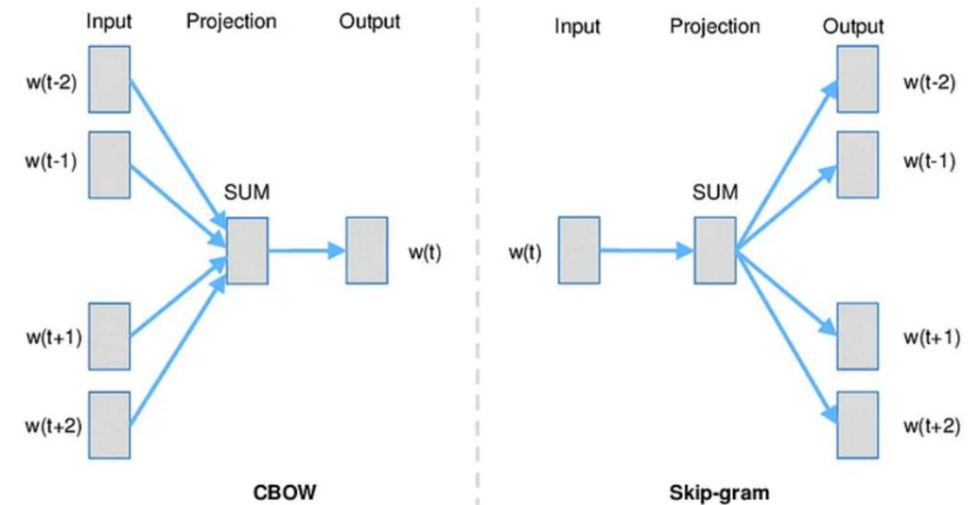 Input Projection Output
w(t-2)
w(t-1)
SUM
w(t)
w(t+1)
w(t+2)
CBOW
Input Projection Output
w(t-2)
w(t-1)
SUM
w(t)
w(t+1)
w(t+2)
Skip-gram